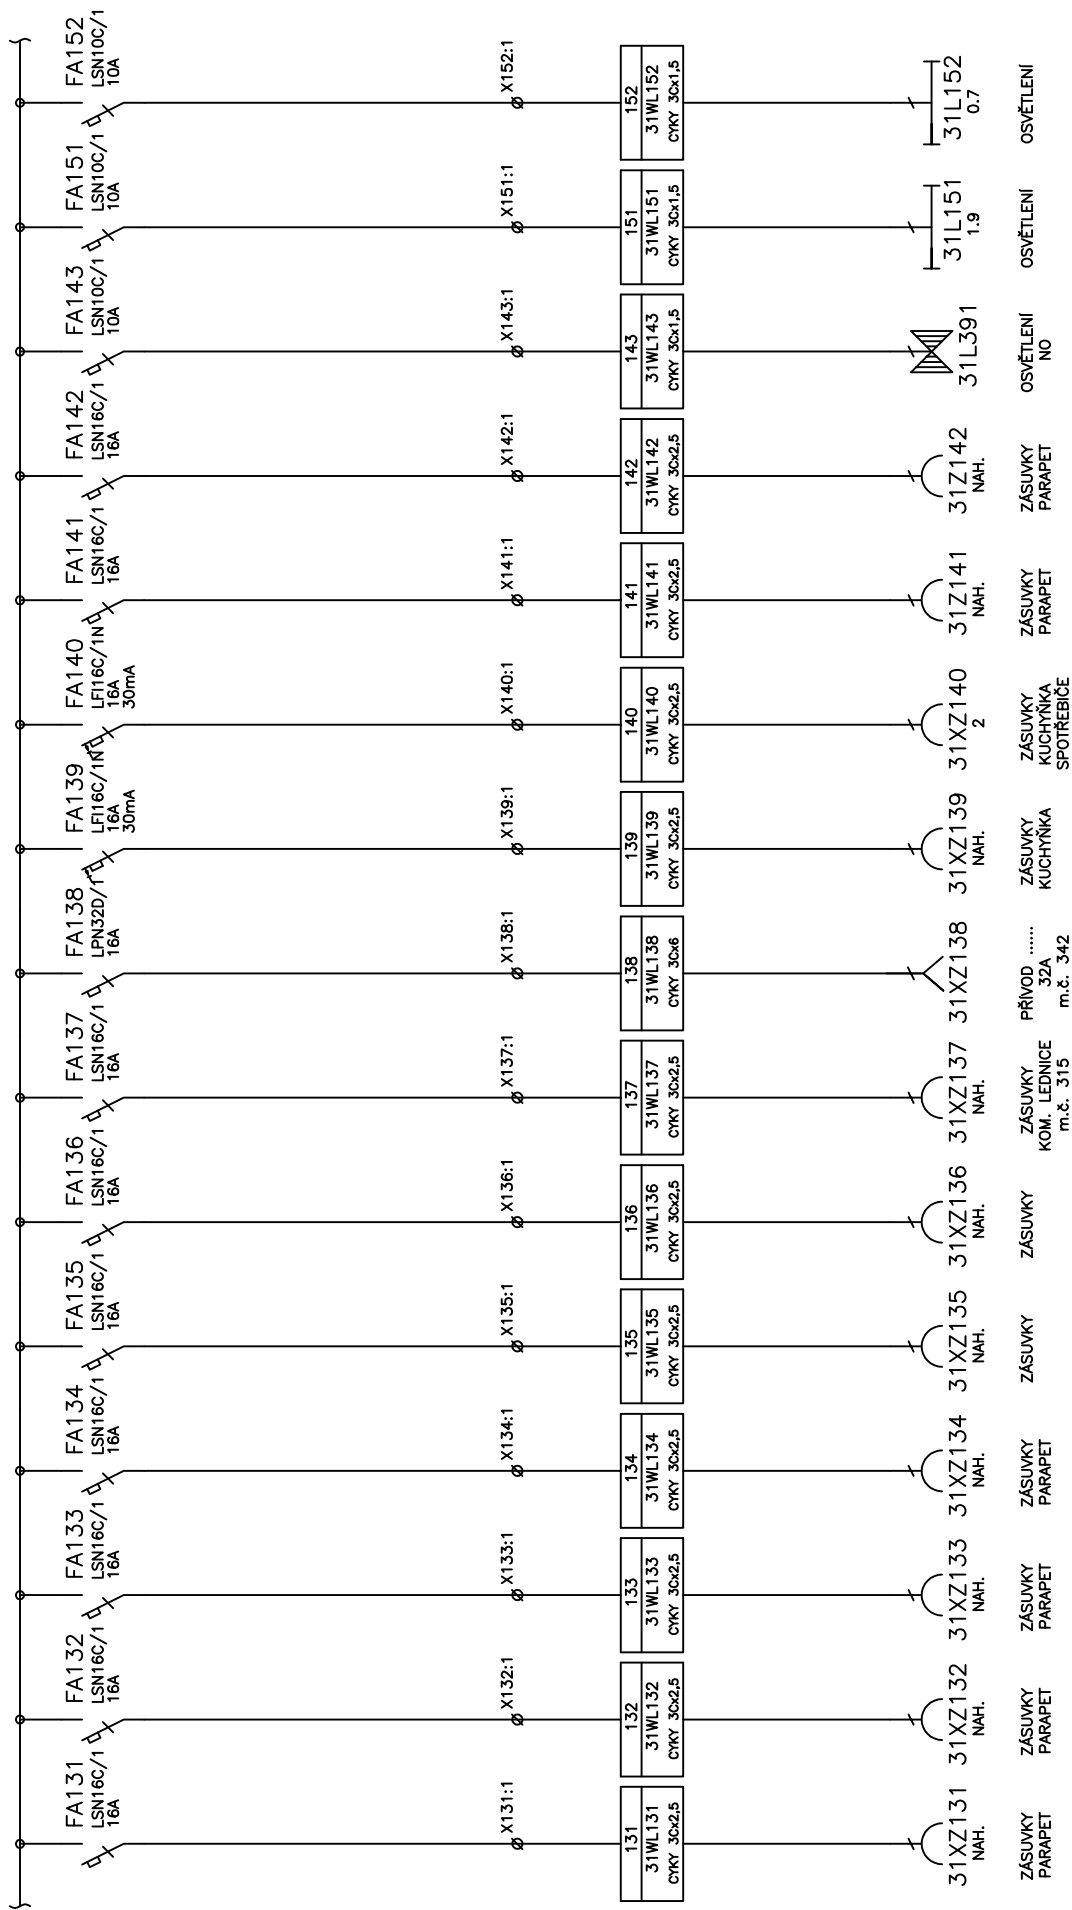 FA131
LSN16C/1
16A
X131:1
131
31WL131
CYKY 3Cx2,5
31XZ131
NAH.
ZÁSUVKY
PARAPET
FA132
LSN16C/1
16A
X132:1
132
31WL132
CYKY 3Cx2,5
31XZ132
NAH.
ZÁSUVKY
PARAPET
FA133
LSN16C/1
16A
X133:1
133
31WL133
CYKY 3Cx2,5
31XZ133
NAH.
ZÁSUVKY
PARAPET
FA134
LSN16C/1
16A
X134:1
134
31WL134
CYKY 3Cx2,5
31XZ134
NAH.
ZÁSUVKY
PARAPET
FA135
LSN16C/1
16A
X135:1
135
31WL135
CYKY 3Cx2,5
31XZ135
NAH.
ZÁSUVKY
FA136
LSN16C/1
16A
X136:1
136
31WL136
CYKY 3Cx2,5
31XZ136
NAH.
ZÁSUVKY
FA137
LSN16C/1
16A
X137:1
137
31WL137
CYKY 3Cx2,5
31XZ137
NAH.
ZÁSUVKY
KOM. LEDNICE
m.č. 315
FA138
LPN32D/1
16A
X138:1
138
31WL138
CYKY 3Cx6
31XZ138
PŘÍVOD ......
32A
m.č. 342
FA139
LFI16C/1N
16A
30mA
X139:1
139
31WL139
CYKY 3Cx2,5
31XZ139
NAH.
ZÁSUVKY
KUCHYŇKA
FA140
LFI16C/1N
16A
30mA
X140:1
140
31WL140
CYKY 3Cx2,5
31XZ140
2
ZÁSUVKY
KUCHYŇKA
SPOTŘEBIČE
FA141
LSN16C/1
16A
X141:1
141
31WL141
CYKY 3Cx2,5
31Z141
NAH.
ZÁSUVKY
PARAPET
FA142
LSN16C/1
16A
X142:1
142
31WL142
CYKY 3Cx2,5
31Z142
NAH.
ZÁSUVKY
PARAPET
FA143
LSN10C/1
10A
X143:1
143
31WL143
CYKY 3Cx1,5
31L391
OSVĚTLENÍ
NO
FA151
LSN10C/1
10A
X151:1
151
31WL151
CYKY 3Cx1,5
31L151
1.9
OSVĚTLENÍ
FA152
LSN10C/1
10A
X152:1
152
31WL152
CYKY 3Cx1,5
31L152
0.7
OSVĚTLENÍ